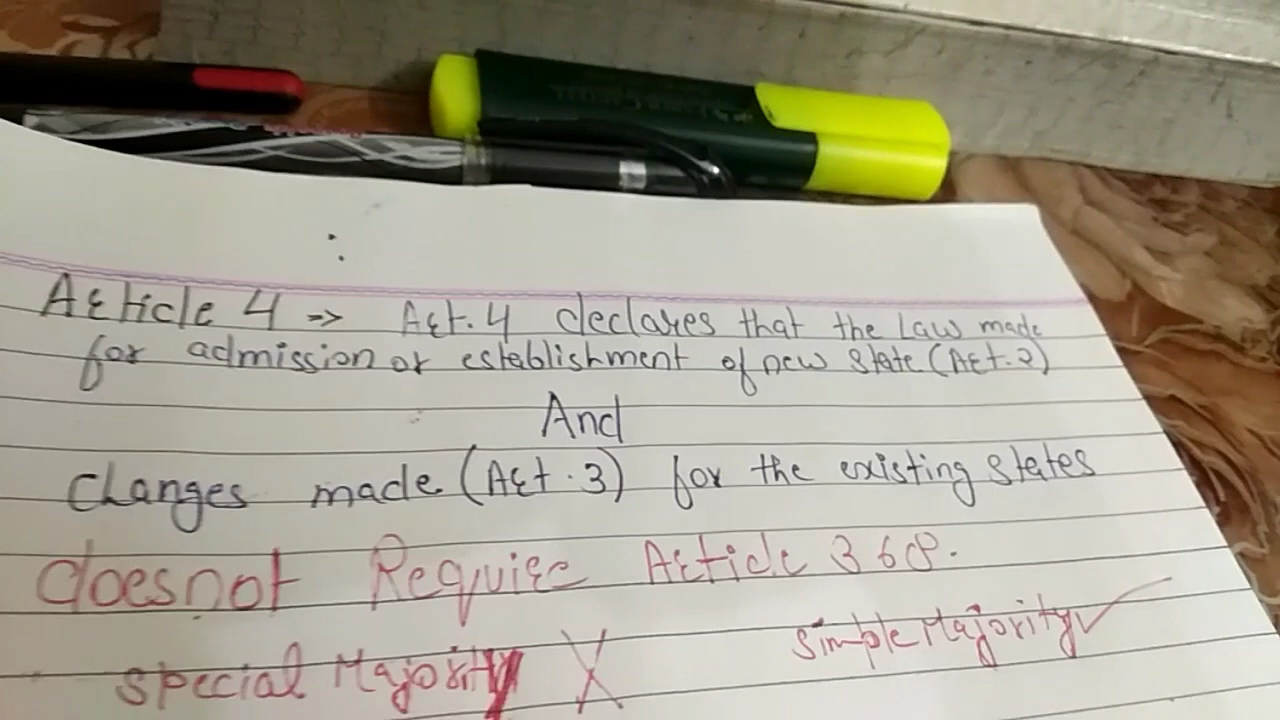 Article 4 => Art. 4 declares that the Law made
for admission or establishment of new state (Art. 2)
And
changes made (Art. 3) for the existing states
does not Require Article 368.
simple Majority ✓
special Majority X